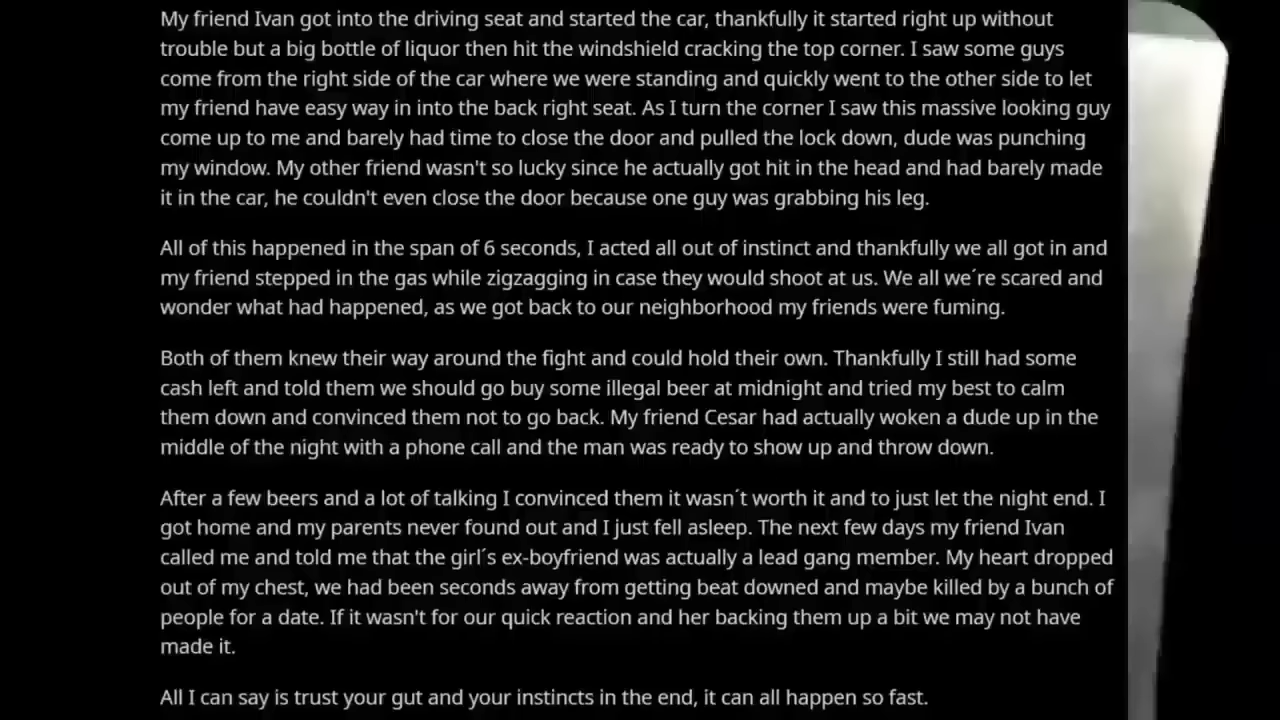 My friend Ivan got into the driving seat and started the car, thankfully it started right up without
trouble but a big bottle of liquor then hit the windshield cracking the top corner. I saw some guys
come from the right side of the car where we were standing and quickly went to the other side to let
my friend have easy way in into the back right seat. As I turn the corner I saw this massive looking guy
come up to me and barely had time to close the door and pulled the lock down, dude was punching
my window. My other friend wasn't so lucky since he actually got hit in the head and had barely made
it in the car, he couldn't even close the door because one guy was grabbing his leg.
All of this happened in the span of 6 seconds, I acted all out of instinct and thankfully we all got in and
my friend stepped in the gas while zigzagging in case they would shoot at us. We all we´re scared and
wonder what had happened, as we got back to our neighborhood my friends were fuming.
Both of them knew their way around the fight and could hold their own. Thankfully I still had some
cash left and told them we should go buy some illegal beer at midnight and tried my best to calm
them down and convinced them not to go back. My friend Cesar had actually woken a dude up in the
middle of the night with a phone call and the man was ready to show up and throw down.
After a few beers and a lot of talking I convinced them it wasn´t worth it and to just let the night end. I
got home and my parents never found out and I just fell asleep. The next few days my friend Ivan
called me and told me that the girl´s ex-boyfriend was actually a lead gang member. My heart dropped
out of my chest, we had been seconds away from getting beat downed and maybe killed by a bunch of
people for a date. If it wasn't for our quick reaction and her backing them up a bit we may not have
made it.
All I can say is trust your gut and your instincts in the end, it can all happen so fast.